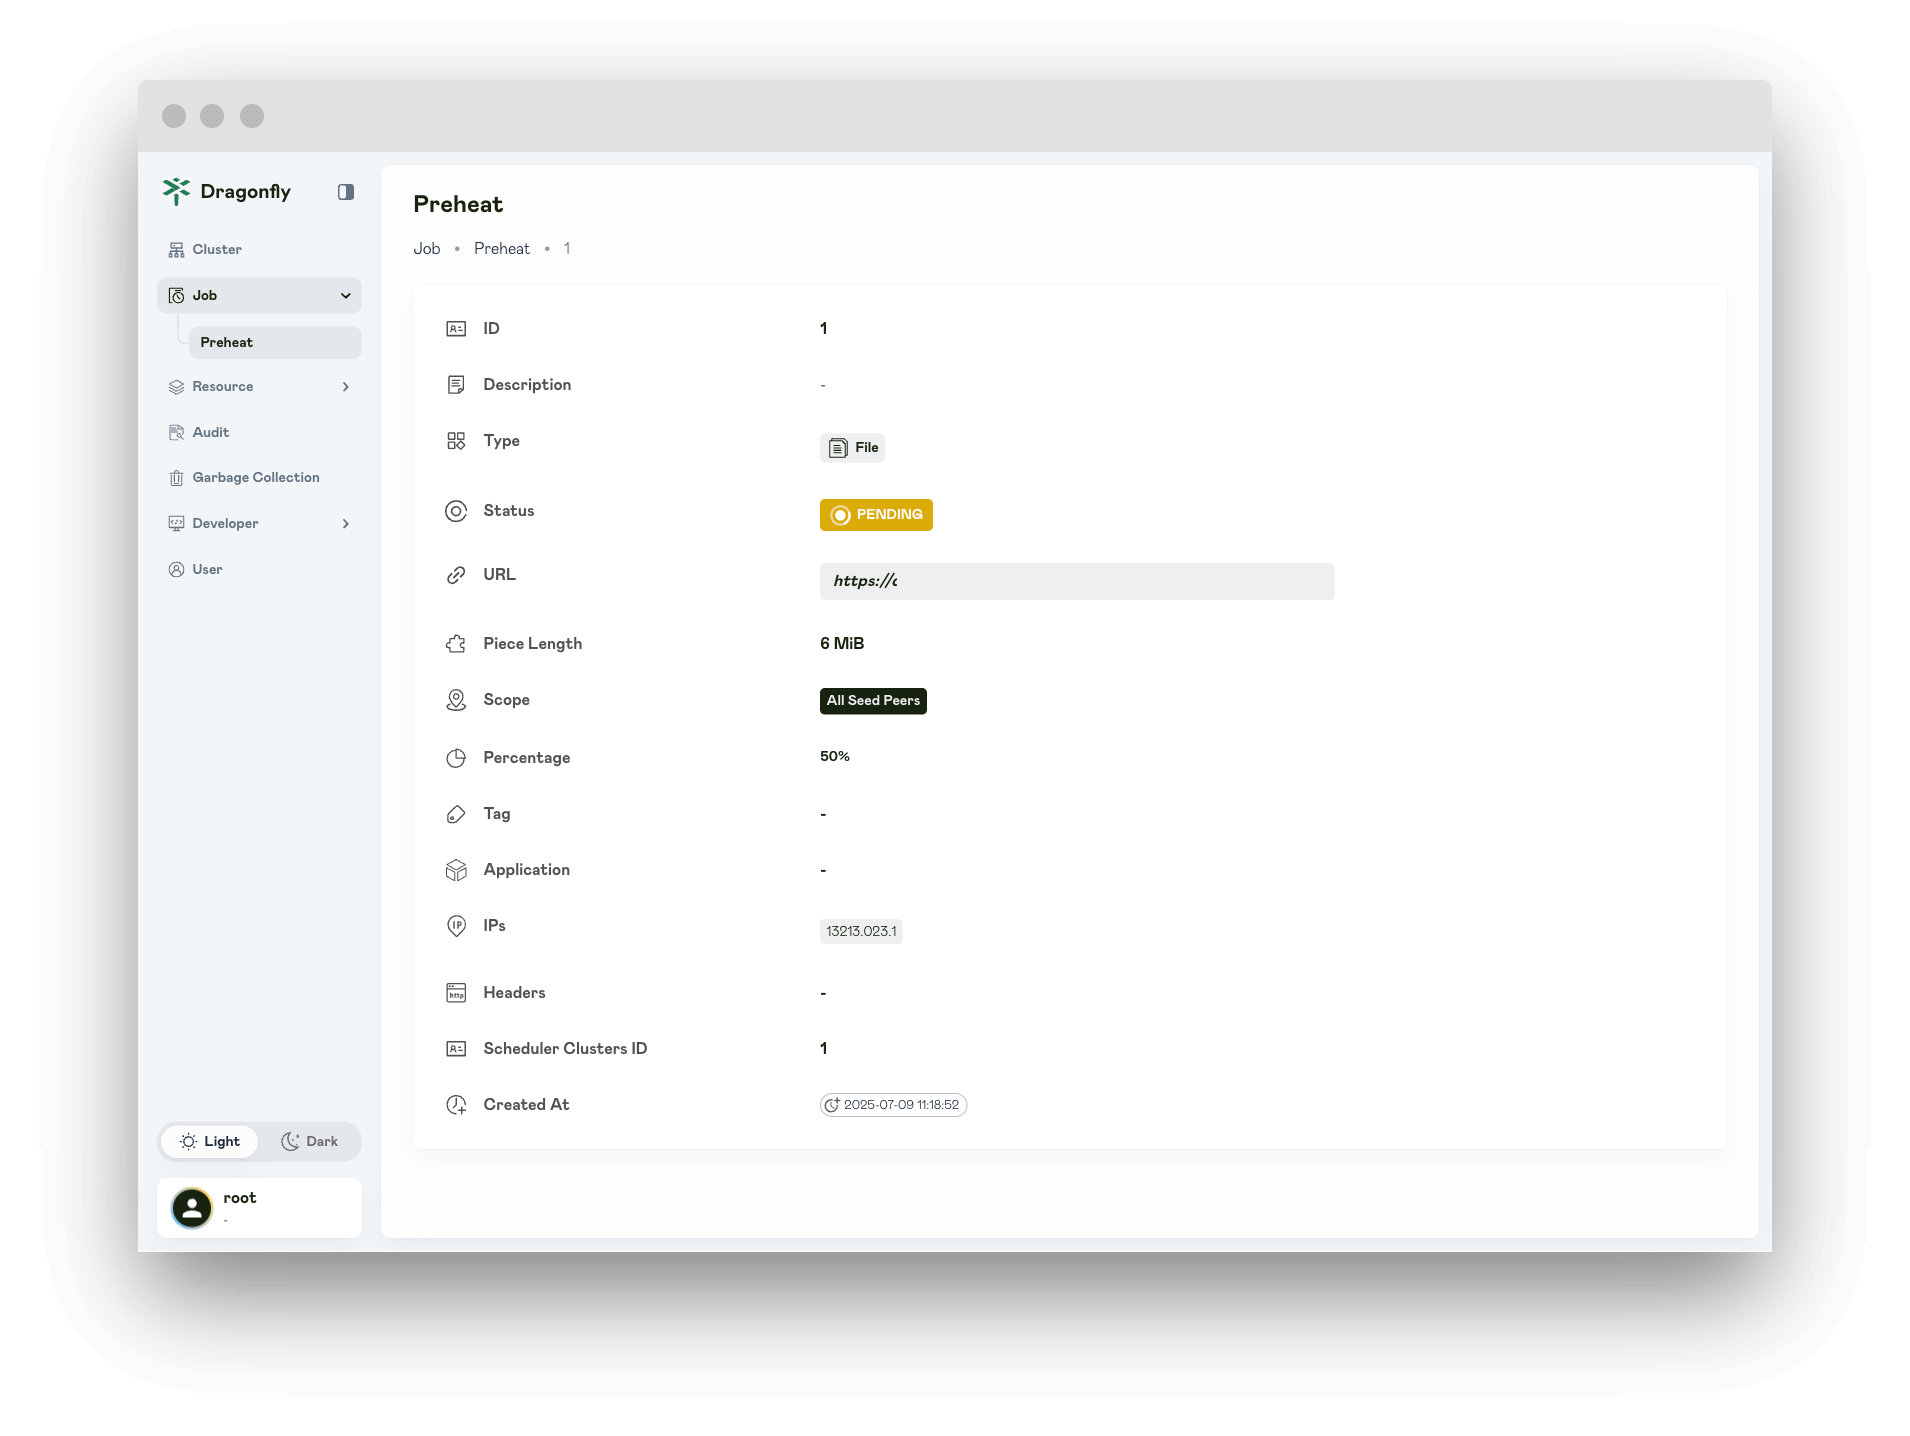 Dragonfly
Cluster
Job
Preheat
Resource
Audit
Garbage Collection
Developer
User
Light
Dark
root
-
Preheat
Job • Preheat • 1
ID 1
Description -
Type File
Status PENDING
URL https://
Piece Length 6 MiB
Scope All Seed Peers
Percentage 50%
Tag -
Application -
IP
IPs 13213.023.1
http
Headers -
Scheduler Clusters ID 1
Created At 2025-07-09 11:18:52